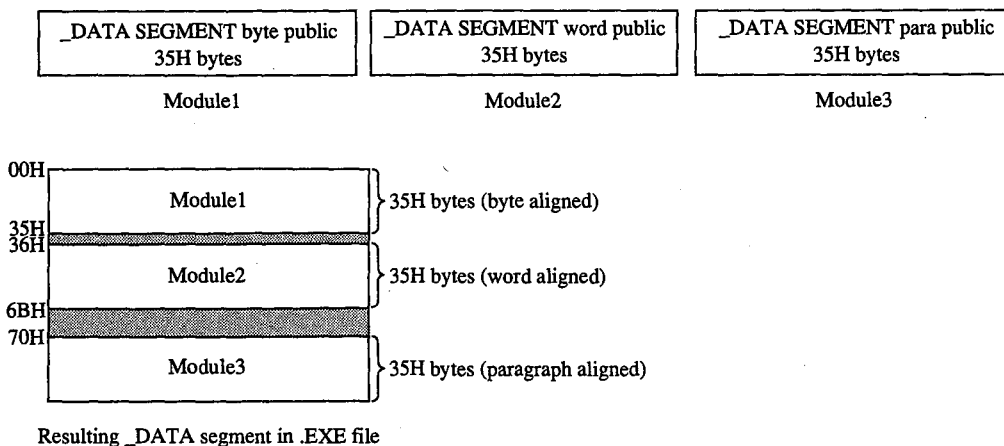 _DATA SEGMENT byte public
35H bytes
Module1
_DATA SEGMENT word public
35H bytes
Module2
_DATA SEGMENT para public
35H bytes
Module3
00H
Module1
35H bytes (byte aligned)
35H
36H
Module2
35H bytes (word aligned)
6BH
70H
Module3
35H bytes (paragraph aligned)
Resulting _DATA segment in .EXE file